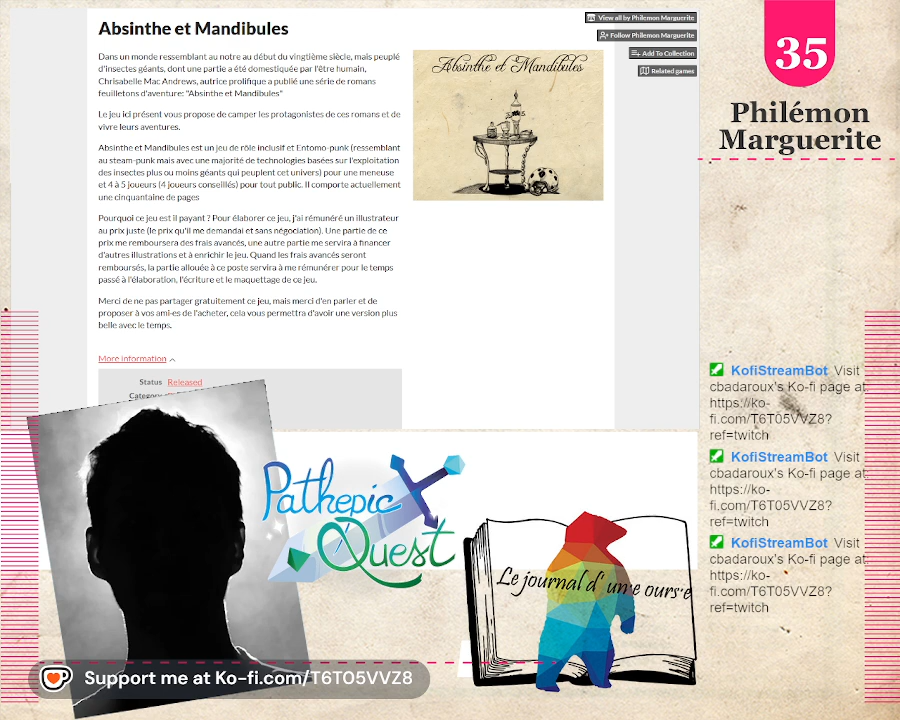 Absinthe et Mandibules
Dans un monde ressemblant au notre au début du vingtième siècle, mais peuplé
d'insectes géants, dont une partie a été domestiquée par l'être humain,
Chrisabelle Mac Andrews, autrice prolifique a publié une série de romans
feuilletons d'aventure: "Absinthe et Mandibules"
Le jeu ici présent vous propose de camper les protagonistes de ces romans et de
vivre leurs aventures.
Absinthe et Mandibules est un jeu de rôle inclusif et Entomo-punk (ressemblant
au steam-punk mais avec une majorité de technologies basées sur l'exploitation
des insectes plus ou moins géants qui peuplent cet univers) pour une meneuse
et 4 à 5 joueurs (4 joueurs conseillés) pour tout public. Il comporte actuellement
une cinquantaine de pages
Pourquoi ce jeu est il payant ? Pour élaborer ce jeu, j'ai rémunéré un illustrateur
au prix juste (le prix qu'il me demandai et sans négociation). Une partie de ce
prix me remboursera des frais avancés, une autre partie me servira à financer
d'autres illustrations et à enrichir le jeu. Quand les frais avancés seront
remboursés, la partie allouée à ce poste servira à me rémunérer pour le temps
passé à l'élaboration, l'écriture et le maquettage de ce jeu.
Merci de ne pas partager gratuitement ce jeu, mais merci d'en parler et de
proposer à vos ami·es de l'acheter, cela vous permettra d'avoir une version plus
belle avec le temps.
More information
Status Released
Category
Absinthe et Mandibules
View all by Philemon Marguerite
Follow Philemon Marguerite
Add To Collection
Related games
35
Philémon
Marguerite
KofiStreamBot Visit
cbadaroux's Ko-fi page at
https://ko-
fi.com/T6T05VVZ8?
ref=twitch
KofiStreamBot Visit
cbadaroux's Ko-fi page at
https://ko-
fi.com/T6T05VVZ8?
ref=twitch
KofiStreamBot Visit
cbadaroux's Ko-fi page at
https://ko-
fi.com/T6T05VVZ8?
ref=twitch
Pathepic
Quest
Le journal d'un·e ours·e
Support me at Ko-fi.com/T6T05VVZ8